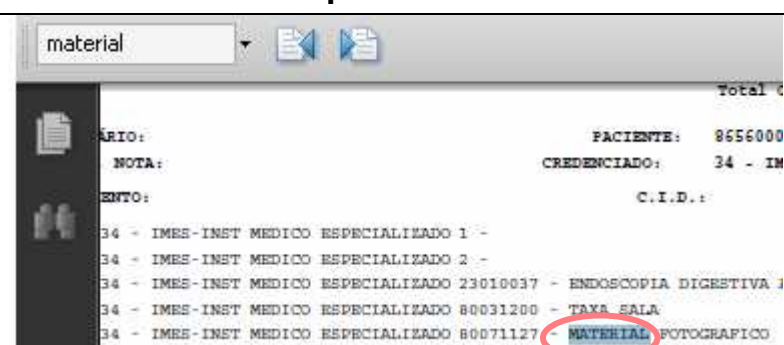 material
Total
ÁRIO: PACIENTE: 8656000
NOTA: CREDENCIADO: 34 - IM
ENTO: C.I.D.:
34 - IMES-INST MEDICO ESPECIALIZADO 1 -
34 - IMES-INST MEDICO ESPECIALIZADO 2 -
34 - IMES-INST MEDICO ESPECIALIZADO 23010037 - ENDOSCOPIA DIGESTIVA
34 - IMES-INST MEDICO ESPECIALIZADO 80031200 - TAXA SALA
34 - IMES-INST MEDICO ESPECIALIZADO 80071127 - MATERIAL FOTOGRAFICO